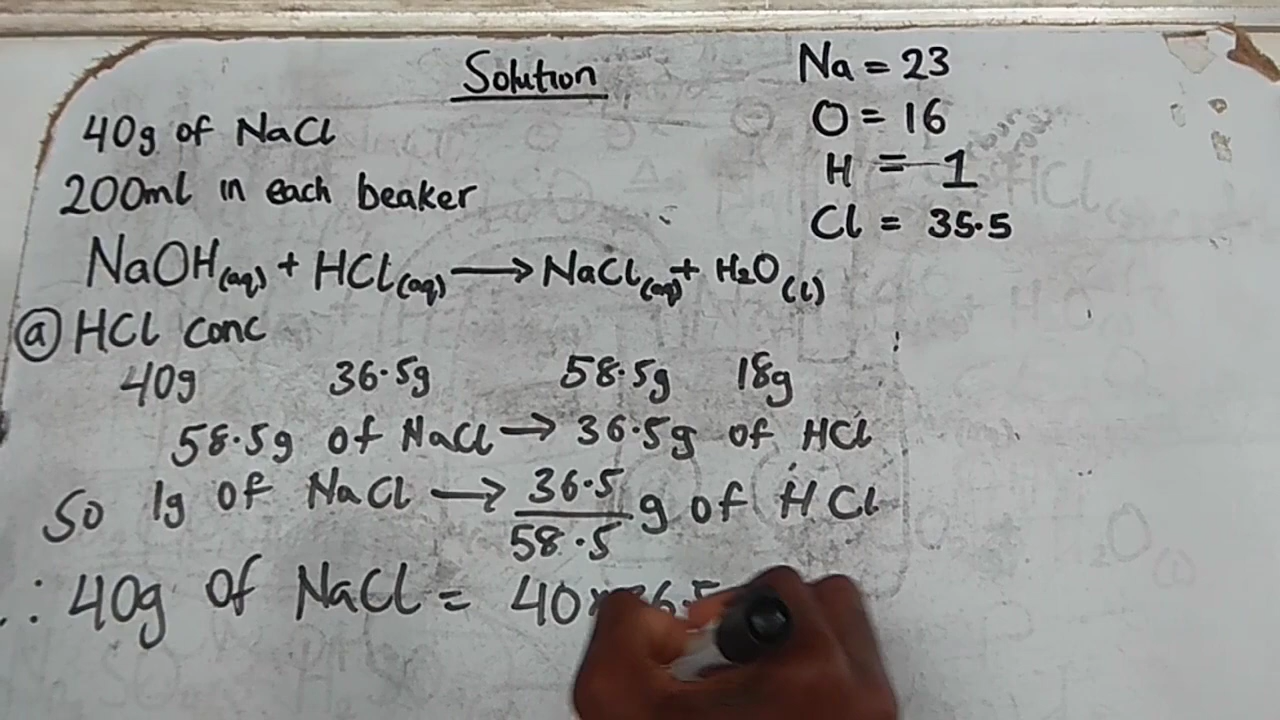 Solution
Na = 23
O = 16
H = 1
Cl = 35.5
40g of NaCl
200ml in each beaker
NaOH(aq) + HCl(aq) → NaCl(aq) + H₂O(l)
ⓐ HCl conc
40g 36.5g 58.5g 18g
58.5g of NaCl → 36.5g of HCl
So 1g of NaCl → 36.5/58.5 g of HCl
∴ 40g of NaCl = 40×36.5